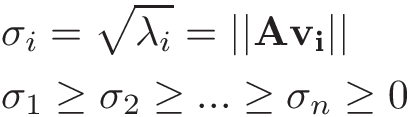 σᵢ = √λᵢ = ||Avᵢ||
σ₁ ≥ σ₂ ≥ ... ≥ σₙ ≥ 0